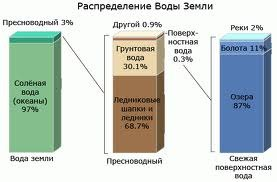 Распределение Воды Земли
Пресноводный 3%
Другой 0.9%
Поверх-
ностная
вода
0.3%
Реки 2%
Солёная
вода
(океаны)
97%
Грунтовая
вода
30.1%
Ледниковые
шапки и
ледники
68.7%
Болота 11%
Озера
87%
Вода земли
Пресноводный
Свежая
поверхностная
вода